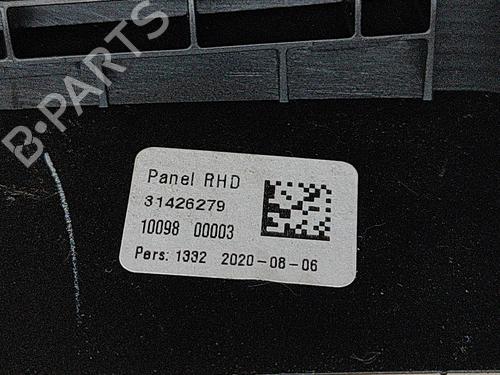 B-PARTS
Panel RHD
31426279
10098 00003
Pers: 1332 2020-08-06